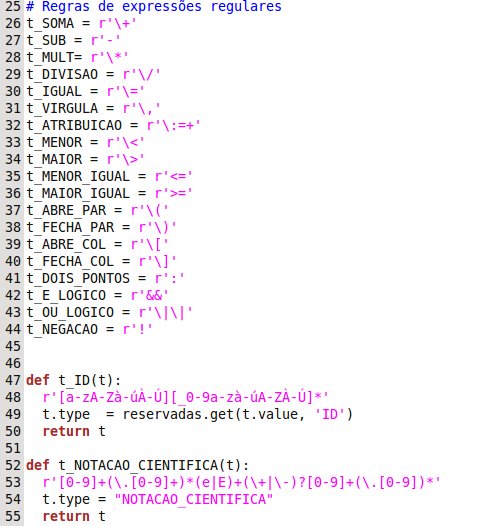 25 # Regras de expressões regulares
26 t_SOMA = r'\+'
27 t_SUB = r'-'
28 t_MULT= r'\*'
29 t_DIVISAO = r'\/'
30 t_IGUAL = r'\='
31 t_VIRGULA = r'\,'
32 t_ATRIBUICAO = r'\:=+'
33 t_MENOR = r'\<'
34 t_MAIOR = r'\>'
35 t_MENOR_IGUAL = r'<='
36 t_MAIOR_IGUAL = r'>='
37 t_ABRE_PAR = r'\('
38 t_FECHA_PAR = r'\)'
39 t_ABRE_COL = r'\['
40 t_FECHA_COL = r'\]'
41 t_DOIS_PONTOS = r':'
42 t_E_LOGICO = r'&&'
43 t_OU_LOGICO = r'\|\|'
44 t_NEGACAO = r'!'
45
46
47 def t_ID(t):
48   r'[a-zA-Zà-úÀ-Ú][_0-9a-zà-úA-ZÀ-Ú]*'
49   t.type  = reservadas.get(t.value, 'ID')
50   return t
51
52 def t_NOTACAO_CIENTIFICA(t):
53   r'[0-9]+(\.[0-9]+)*(e|E)+(\+|\-)?[0-9]+(\.[0-9])*'
54   t.type = "NOTACAO_CIENTIFICA"
55   return t